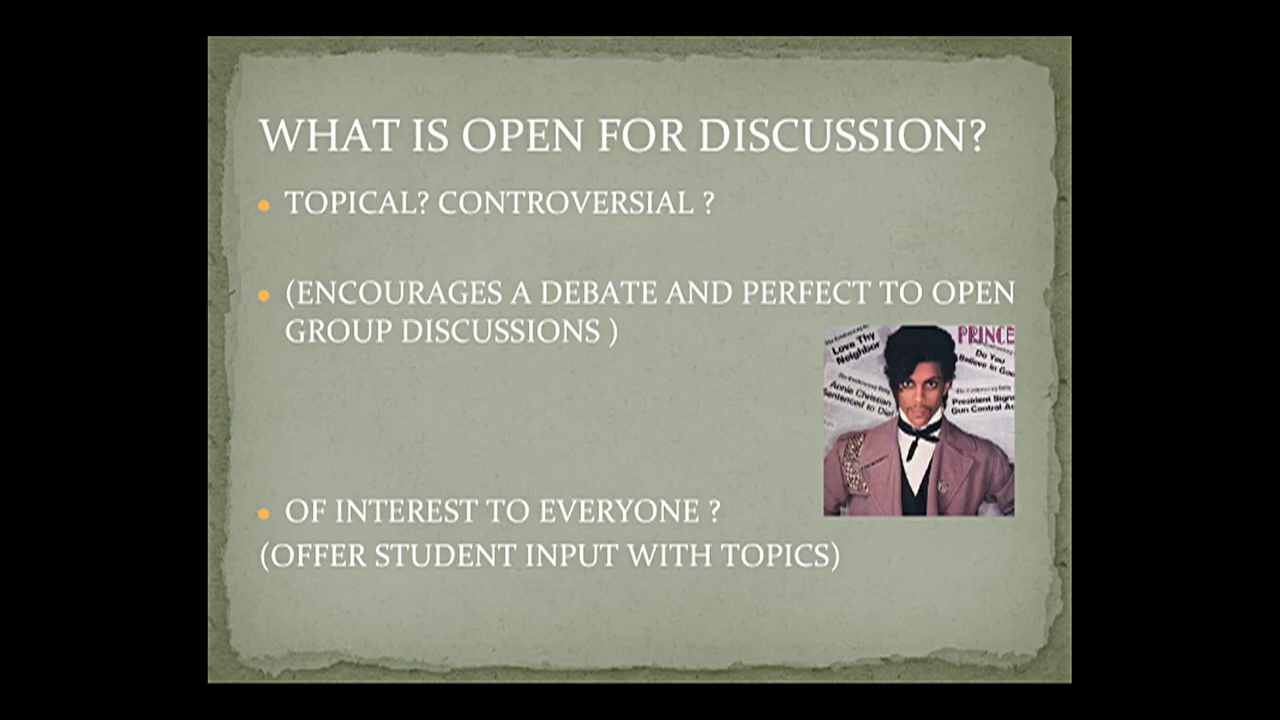 WHAT IS OPEN FOR DISCUSSION?
• TOPICAL? CONTROVERSIAL ?
• (ENCOURAGES A DEBATE AND PERFECT TO OPEN
GROUP DISCUSSIONS )
PRINCE
Love Thy
Neighbor
Do You
Believe in God
Annie Christian
Sentenced to Die!
President Signs
Gun Control Ac
• OF INTEREST TO EVERYONE ?
(OFFER STUDENT INPUT WITH TOPICS)